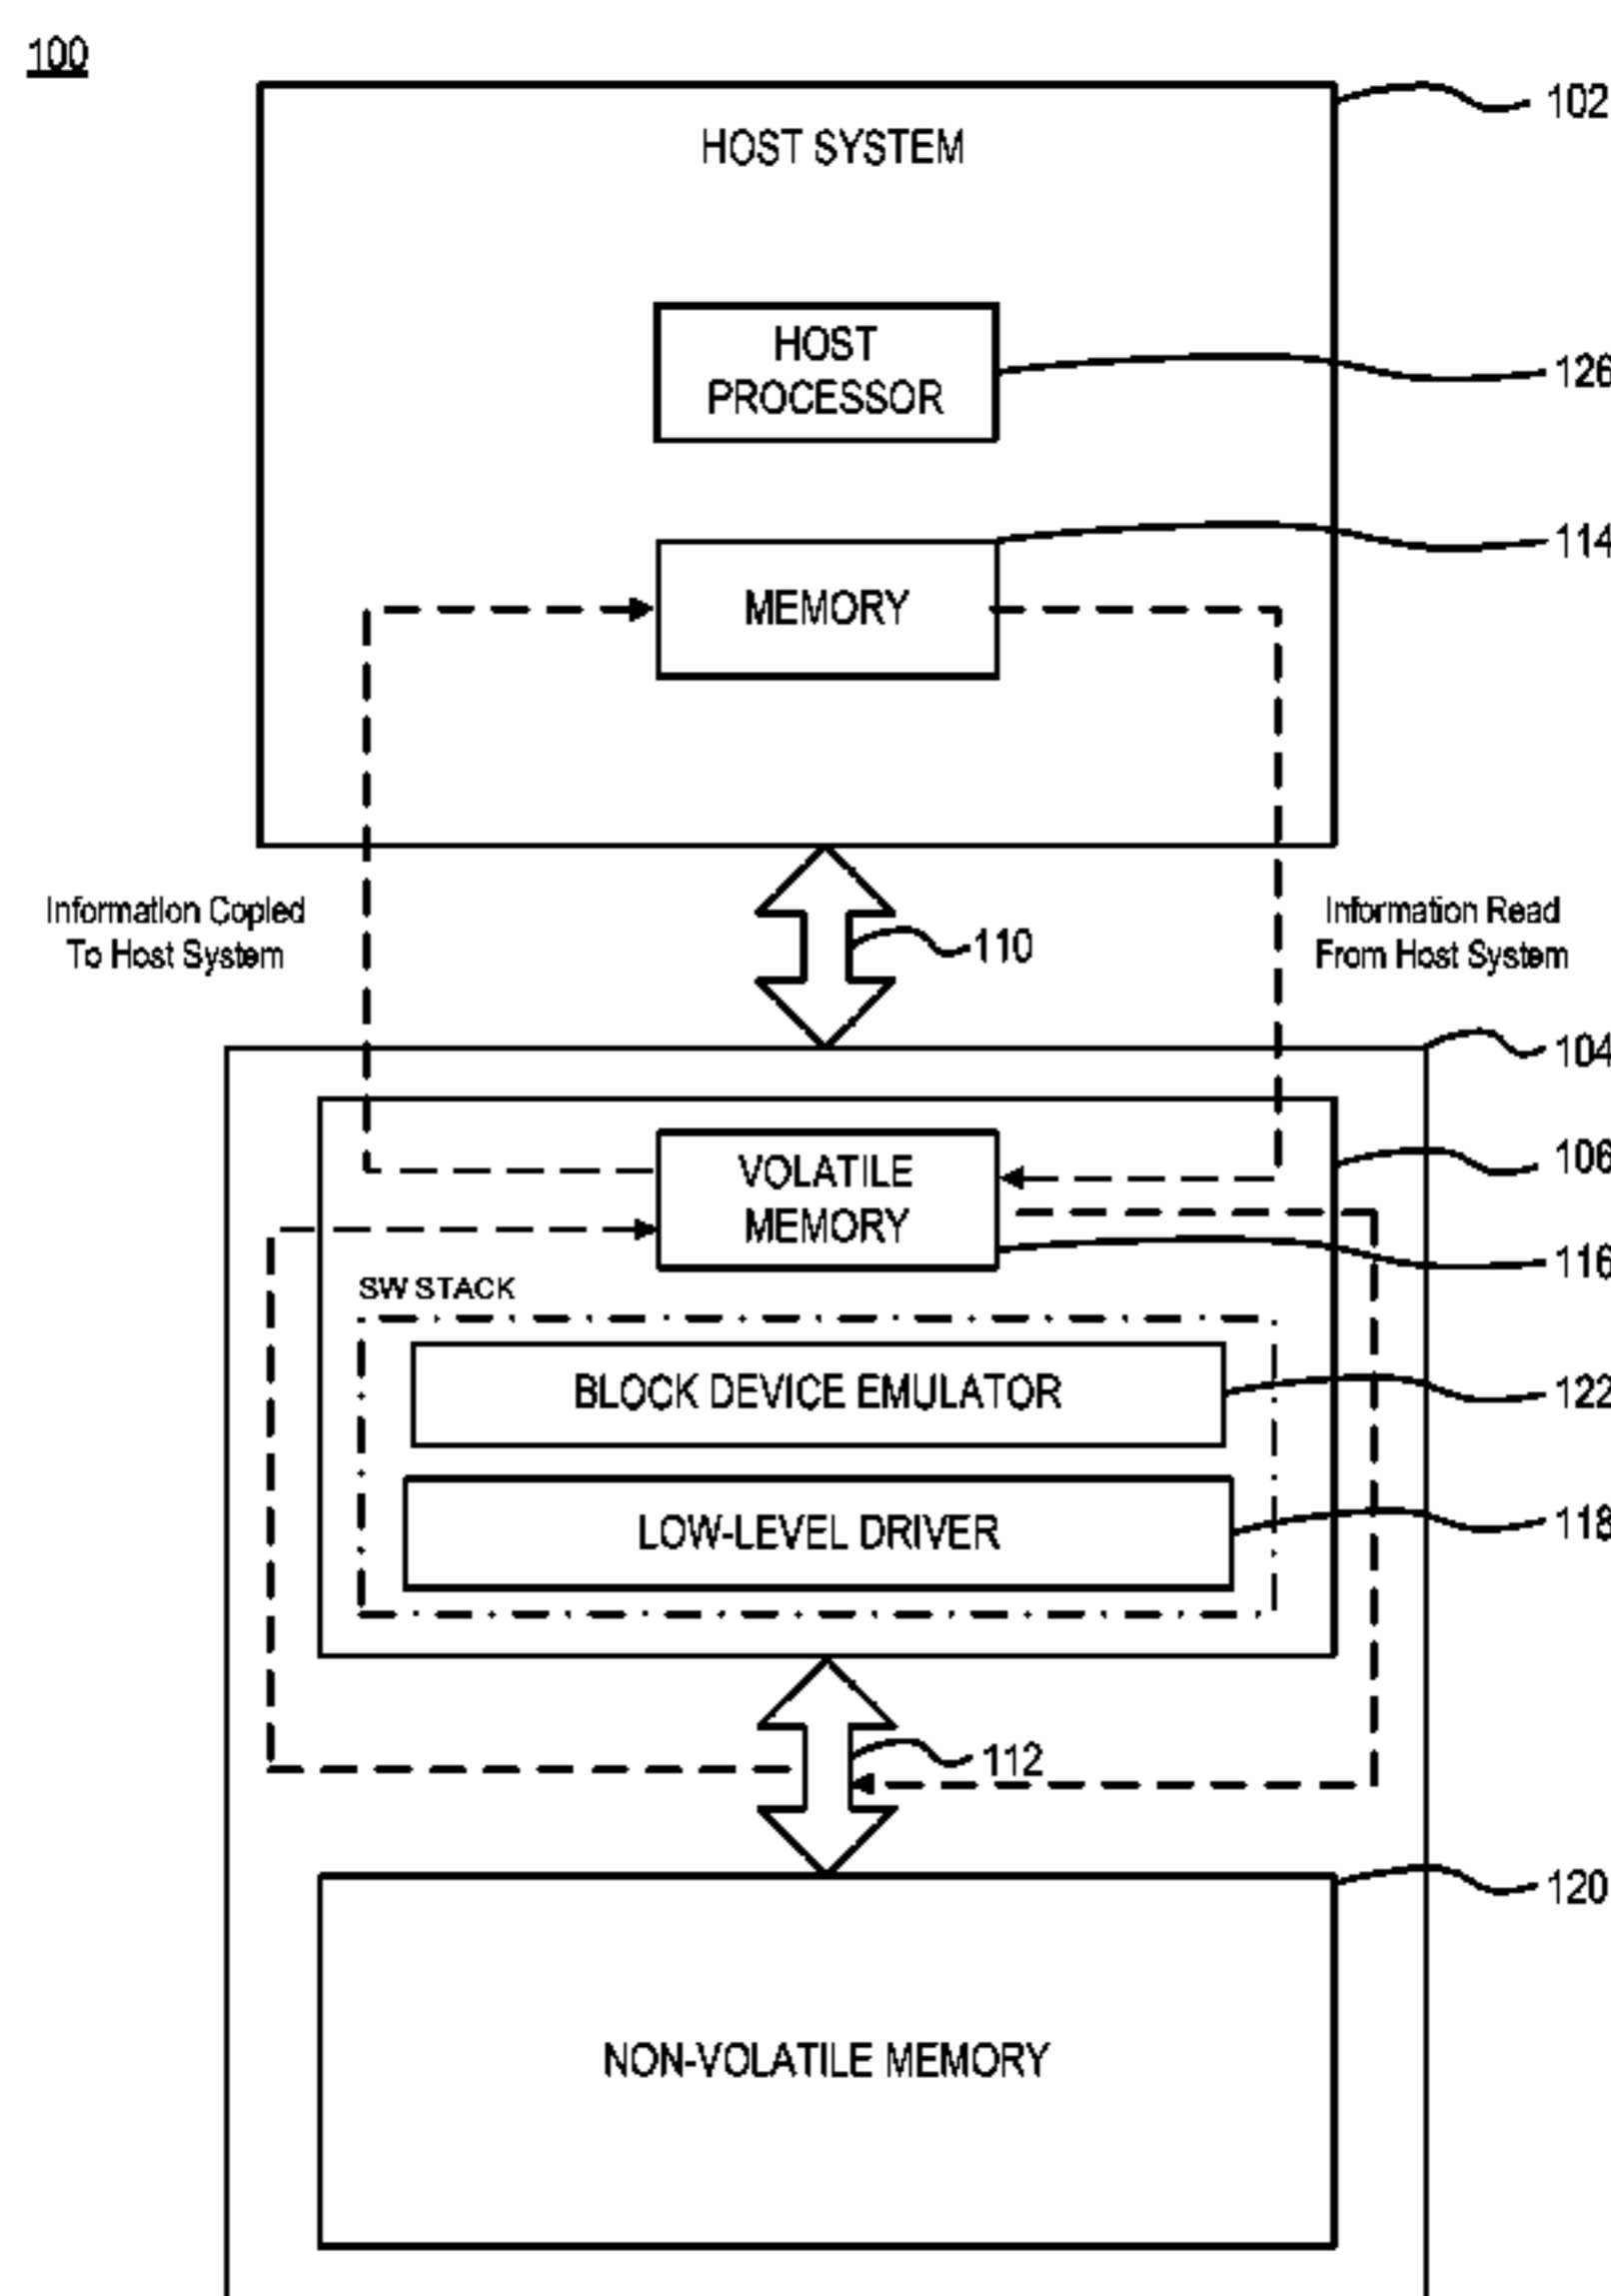 100
102
HOST SYSTEM
HOST
PROCESSOR
126
114
MEMORY
Information Copied
To Host System
110
Information Read
From Host System
104
106
VOLATILE
MEMORY
116
SW STACK
BLOCK DEVICE EMULATOR
122
LOW-LEVEL DRIVER
118
112
120
NON-VOLATILE MEMORY